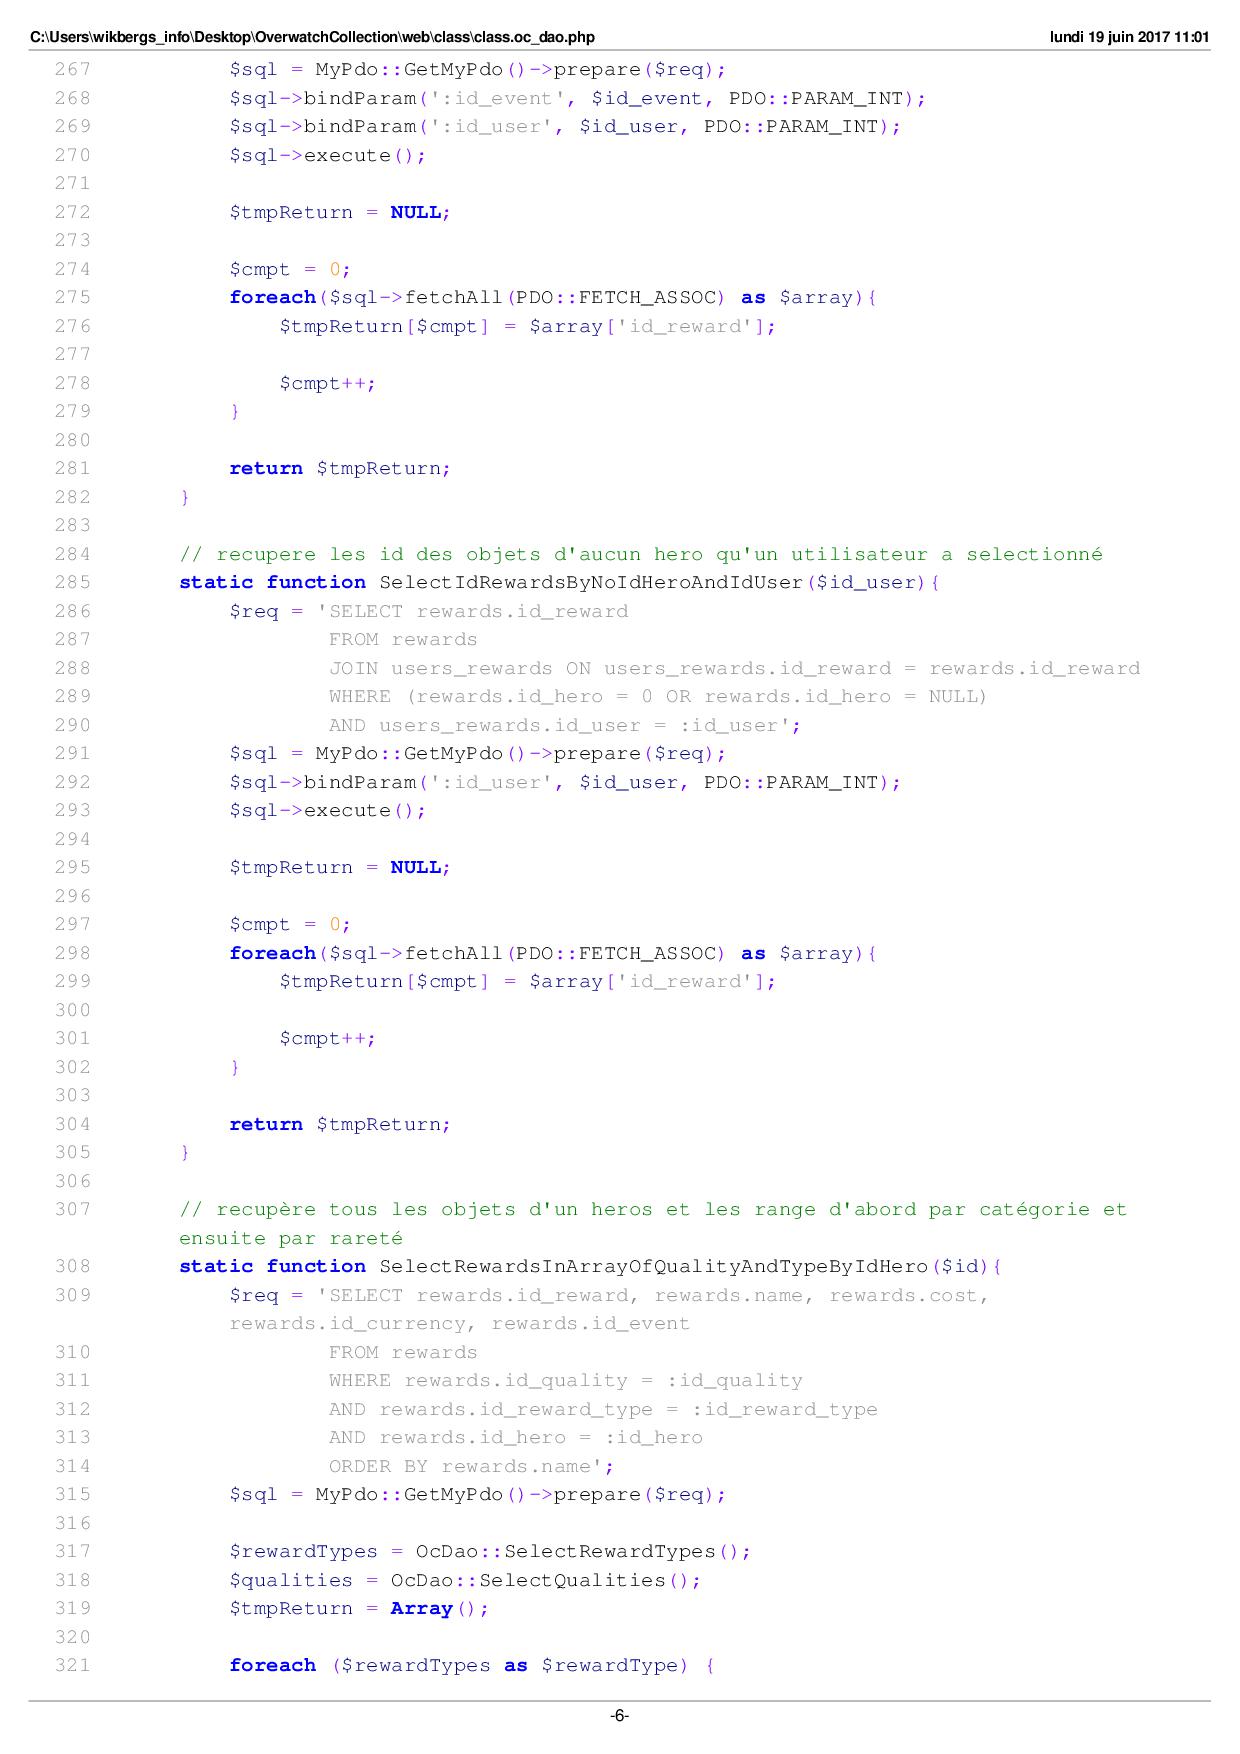 C:\Users\wikbergs_info\Desktop\OverwatchCollection\web\class\class.oc_dao.php lundi 19 juin 2017 11:01
267 $sql = MyPdo::GetMyPdo()->prepare($req);
268 $sql->bindParam(':id_event', $id_event, PDO::PARAM_INT);
269 $sql->bindParam(':id_user', $id_user, PDO::PARAM_INT);
270 $sql->execute();
271
272 $tmpReturn = NULL;
273
274 $cmpt = 0;
275 foreach($sql->fetchAll(PDO::FETCH_ASSOC) as $array){
276 $tmpReturn[$cmpt] = $array['id_reward'];
277
278 $cmpt++;
279 }
280
281 return $tmpReturn;
282 }
283
284 // recupere les id des objets d'aucun hero qu'un utilisateur a selectionné
285 static function SelectIdRewardsByNoIdHeroAndIdUser($id_user){
286 $req = 'SELECT rewards.id_reward
287 FROM rewards
288 JOIN users_rewards ON users_rewards.id_reward = rewards.id_reward
289 WHERE (rewards.id_hero = 0 OR rewards.id_hero = NULL)
290 AND users_rewards.id_user = :id_user';
291 $sql = MyPdo::GetMyPdo()->prepare($req);
292 $sql->bindParam(':id_user', $id_user, PDO::PARAM_INT);
293 $sql->execute();
294
295 $tmpReturn = NULL;
296
297 $cmpt = 0;
298 foreach($sql->fetchAll(PDO::FETCH_ASSOC) as $array){
299 $tmpReturn[$cmpt] = $array['id_reward'];
300
301 $cmpt++;
302 }
303
304 return $tmpReturn;
305 }
306
307 // recupère tous les objets d'un heros et les range d'abord par catégorie et
ensuite par rareté
308 static function SelectRewardsInArrayOfQualityAndTypeByIdHero($id){
309 $req = 'SELECT rewards.id_reward, rewards.name, rewards.cost,
rewards.id_currency, rewards.id_event
310 FROM rewards
311 WHERE rewards.id_quality = :id_quality
312 AND rewards.id_reward_type = :id_reward_type
313 AND rewards.id_hero = :id_hero
314 ORDER BY rewards.name';
315 $sql = MyPdo::GetMyPdo()->prepare($req);
316
317 $rewardTypes = OcDao::SelectRewardTypes();
318 $qualities = OcDao::SelectQualities();
319 $tmpReturn = Array();
320
321 foreach ($rewardTypes as $rewardType) {
-6-